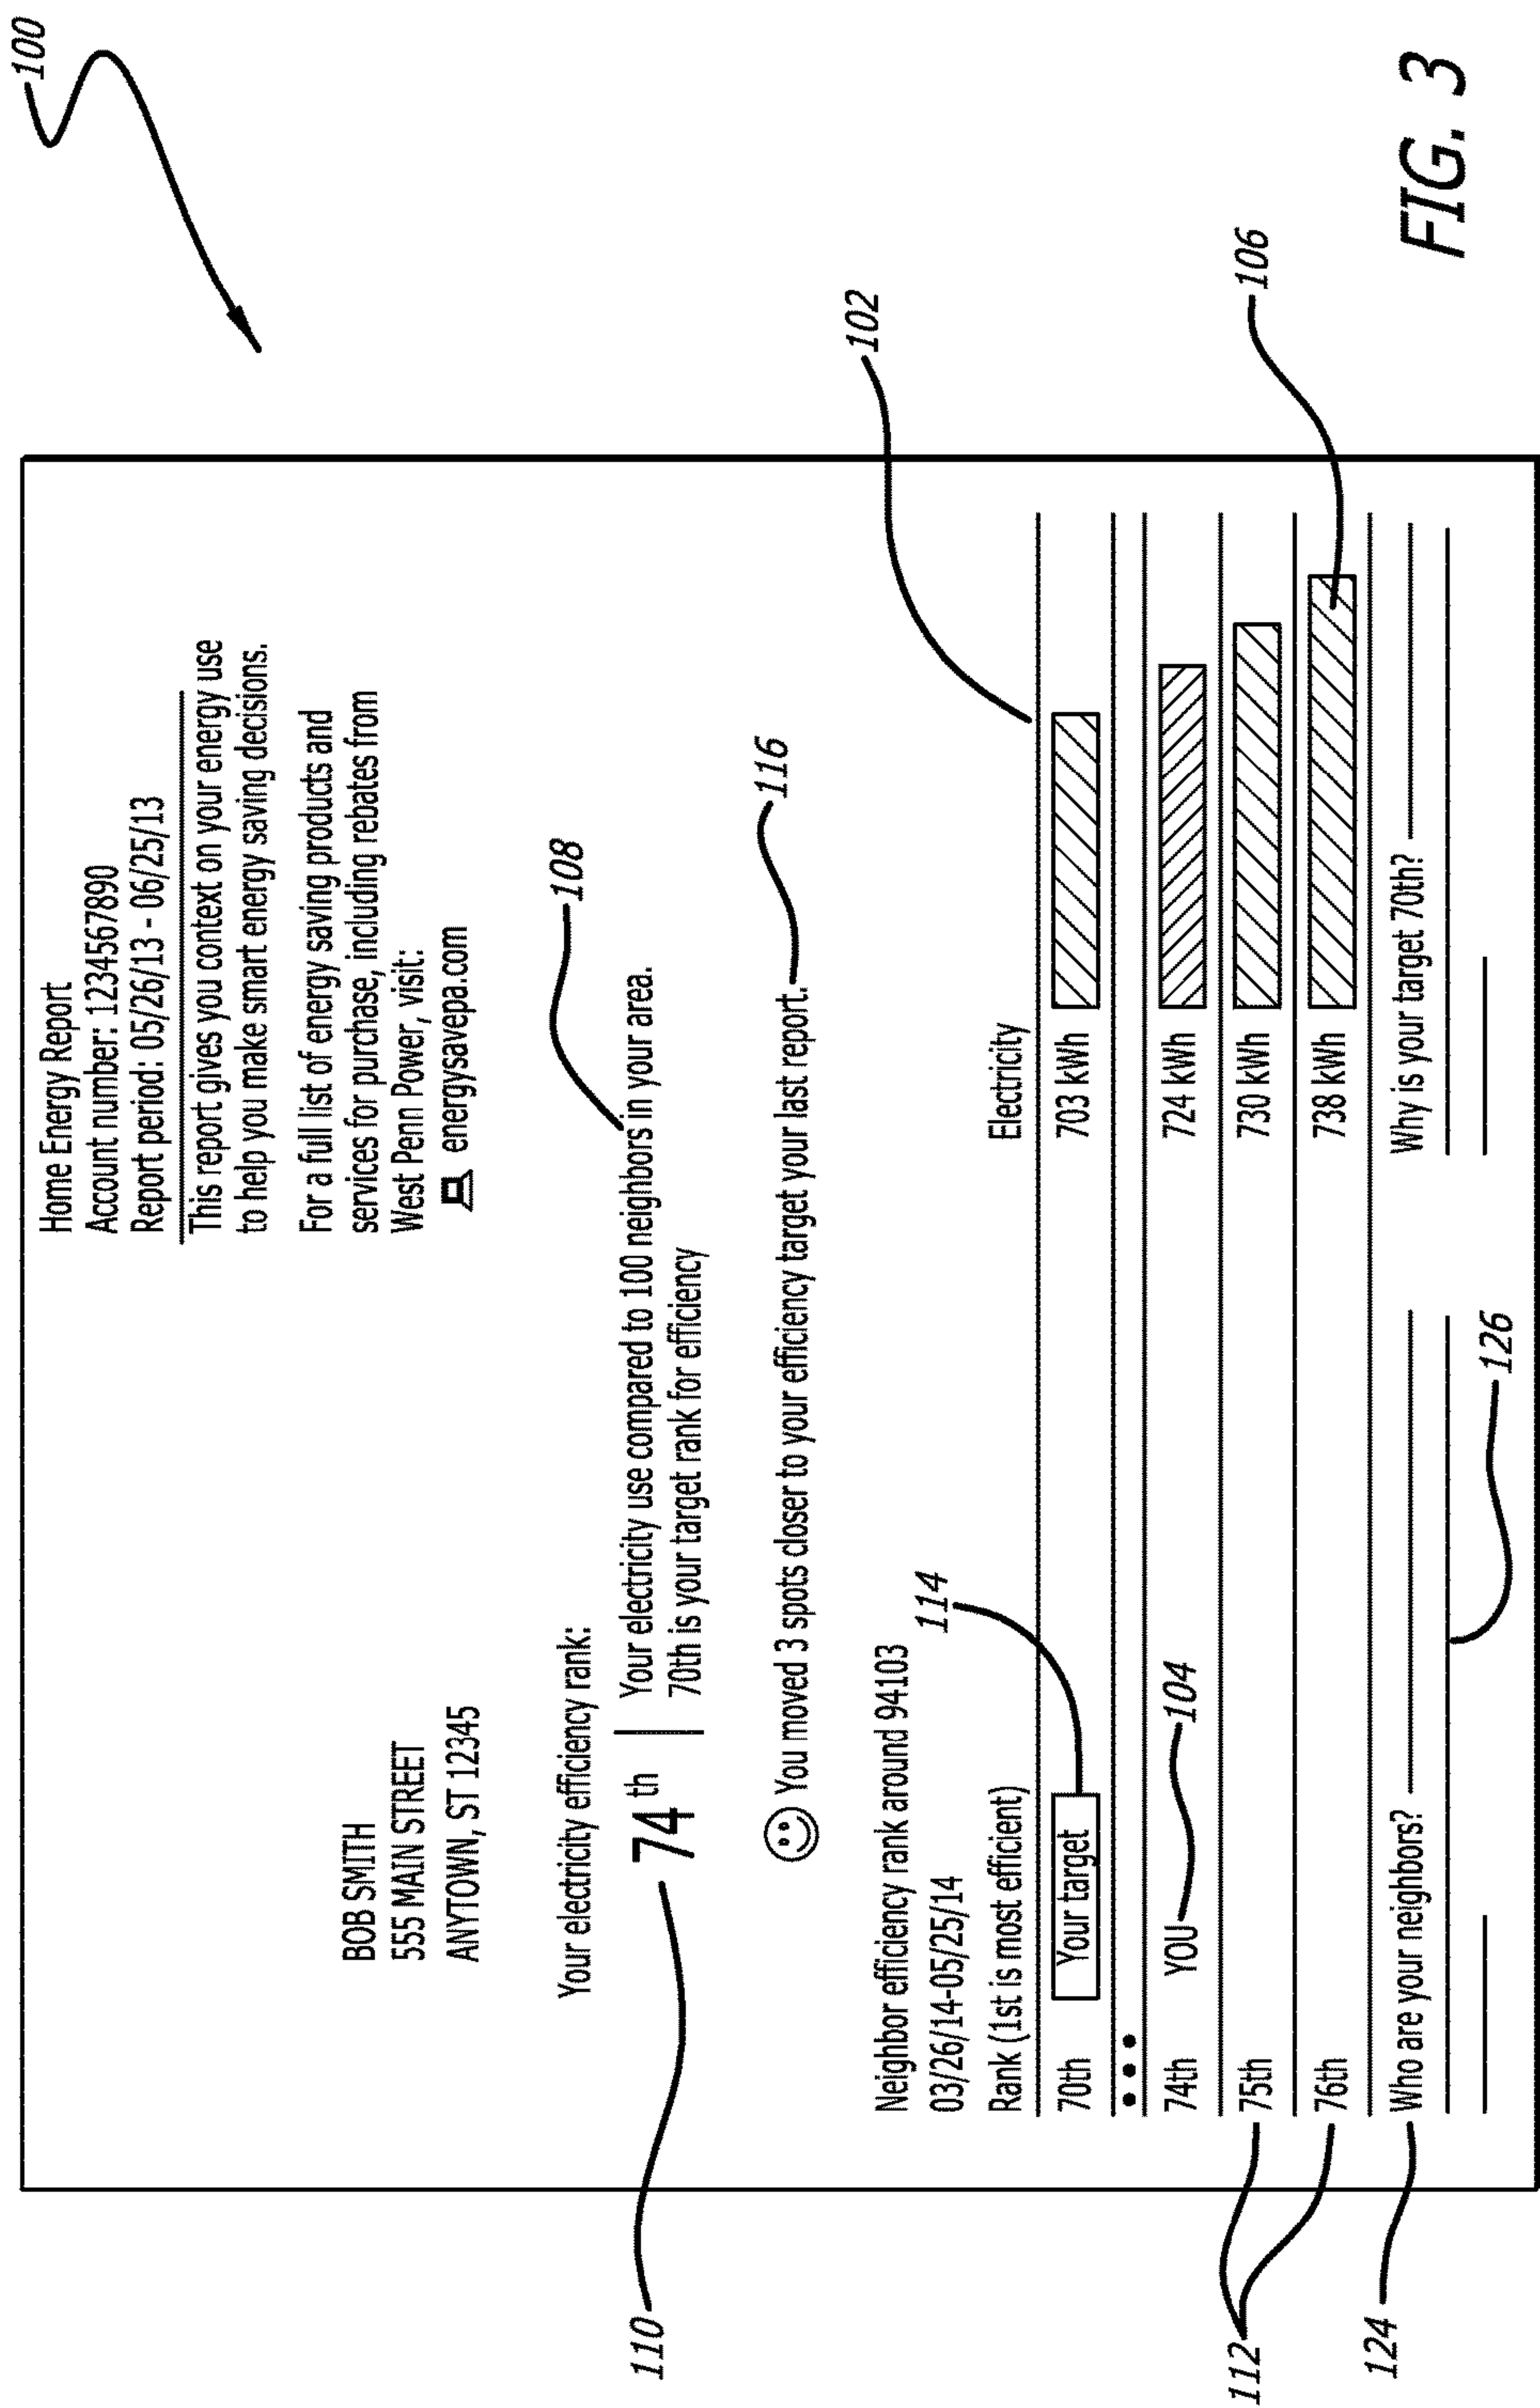 100
Home Energy Report
Account number: 1234567890
Report period: 05/26/13 - 06/25/13
This report gives you context on your energy use
to help you make smart energy saving decisions.
For a full list of energy saving products and
services for purchase, including rebates from
West Penn Power, visit:
energysavepa.com
BOB SMITH
555 MAIN STREET
ANYTOWN, ST 12345
108
Your electricity efficiency rank:
110
74th
Your electricity use compared to 100 neighbors in your area.
70th is your target rank for efficiency
116
You moved 3 spots closer to your efficiency target your last report.
102
Neighbor efficiency rank around 94103
03/26/14-05/25/14
114
Rank (1st is most efficient) Electricity
70th Your target 703 kWh
•••
74th YOU 104 724 kWh
112
75th 730 kWh
76th 738 kWh
106
124
Who are your neighbors? Why is your target 70th?
126
FIG. 3